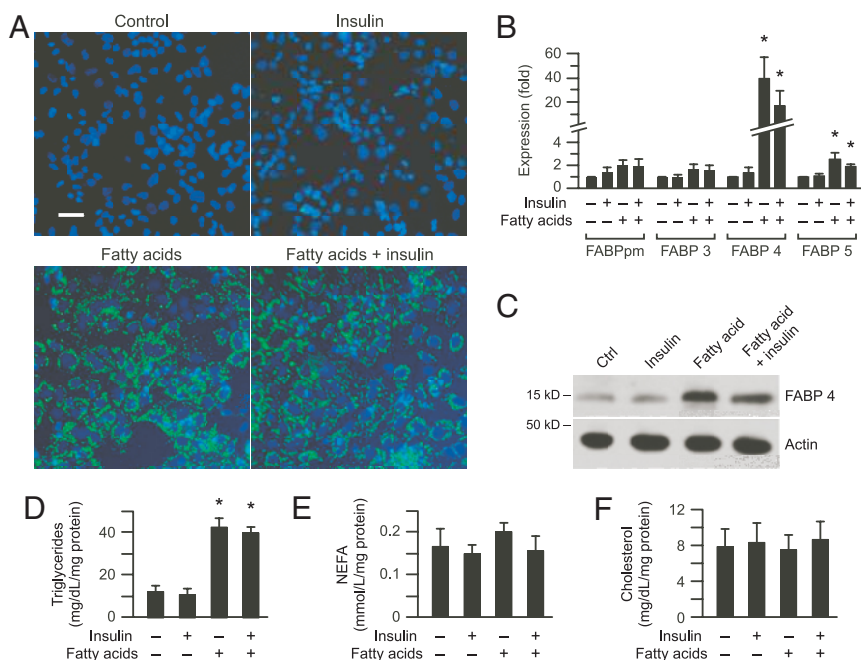 A
Control
Insulin
Fatty acids
Fatty acids + insulin
B
Expression (fold)
60
40
20
4
2
1
0
Insulin – + – + – + – + – + – + – + – +
Fatty acids – – + + – – + + – – + + – – + +
FABPpm FABP 3 FABP 4 FABP 5
* * * *
C
Ctrl
Insulin
Fatty acid
Fatty acid
+ insulin
15 kD –
FABP 4
50 kD –
Actin
D
Triglycerides
(mg/dL/mg protein)
40
20
0
* *
Insulin – + – +
Fatty acids – – + +
E
NEFA
(mmol/L/mg protein)
0.2
0.1
0
Insulin – + – +
Fatty acids – – + +
F
Cholesterol
(mg/dL/mg protein)
12
8
4
0
Insulin – + – +
Fatty acids – – + +